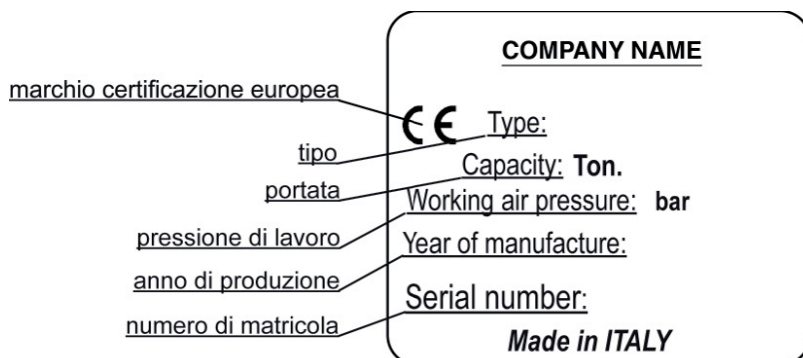 COMPANY NAME
marchio certificazione europea
CE Type:
tipo
Capacity: Ton.
portata
Working air pressure: bar
pressione di lavoro
Year of manufacture:
anno di produzione
Serial number:
numero di matricola
Made in ITALY